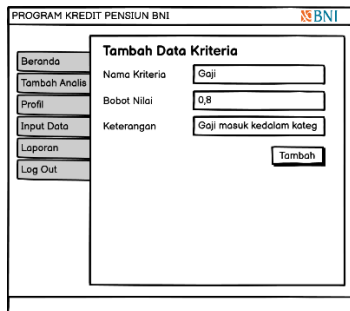 PROGRAM KREDIT PENSIUN BNI
BNI
Beranda
Tambah Analis
Profil
Input Data
Laporan
Log Out
Tambah Data Kriteria
Nama Kriteria Gaji
Bobot Nilai 0,8
Keterangan Gaji masuk kedalam kateg
Tambah